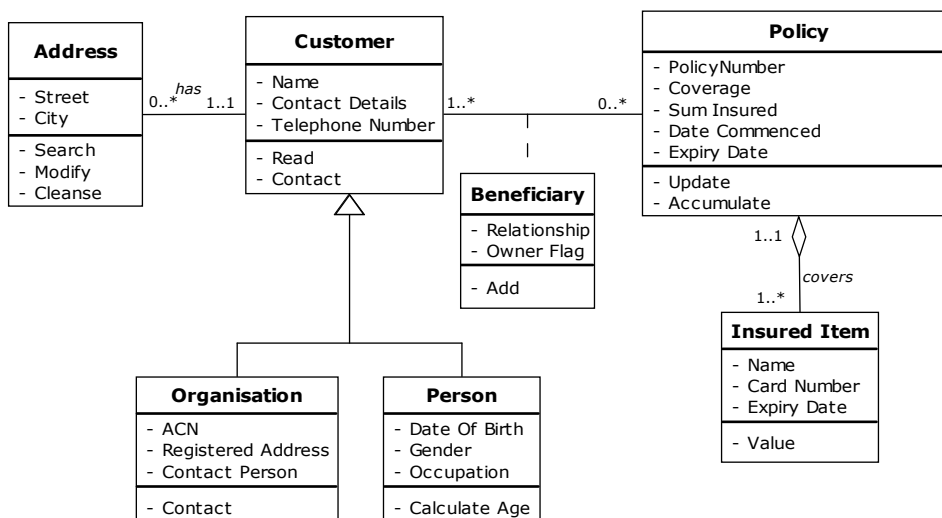 Address
- Street
- City
- Search
- Modify
- Cleanse
has
0..*
1..1
Customer
- Name
- Contact Details
- Telephone Number
- Read
- Contact
1..*
0..*
Policy
- PolicyNumber
- Coverage
- Sum Insured
- Date Commenced
- Expiry Date
- Update
- Accumulate
Beneficiary
- Relationship
- Owner Flag
- Add
1..1
covers
1..*
Insured Item
- Name
- Card Number
- Expiry Date
- Value
Organisation
- ACN
- Registered Address
- Contact Person
- Contact
Person
- Date Of Birth
- Gender
- Occupation
- Calculate Age